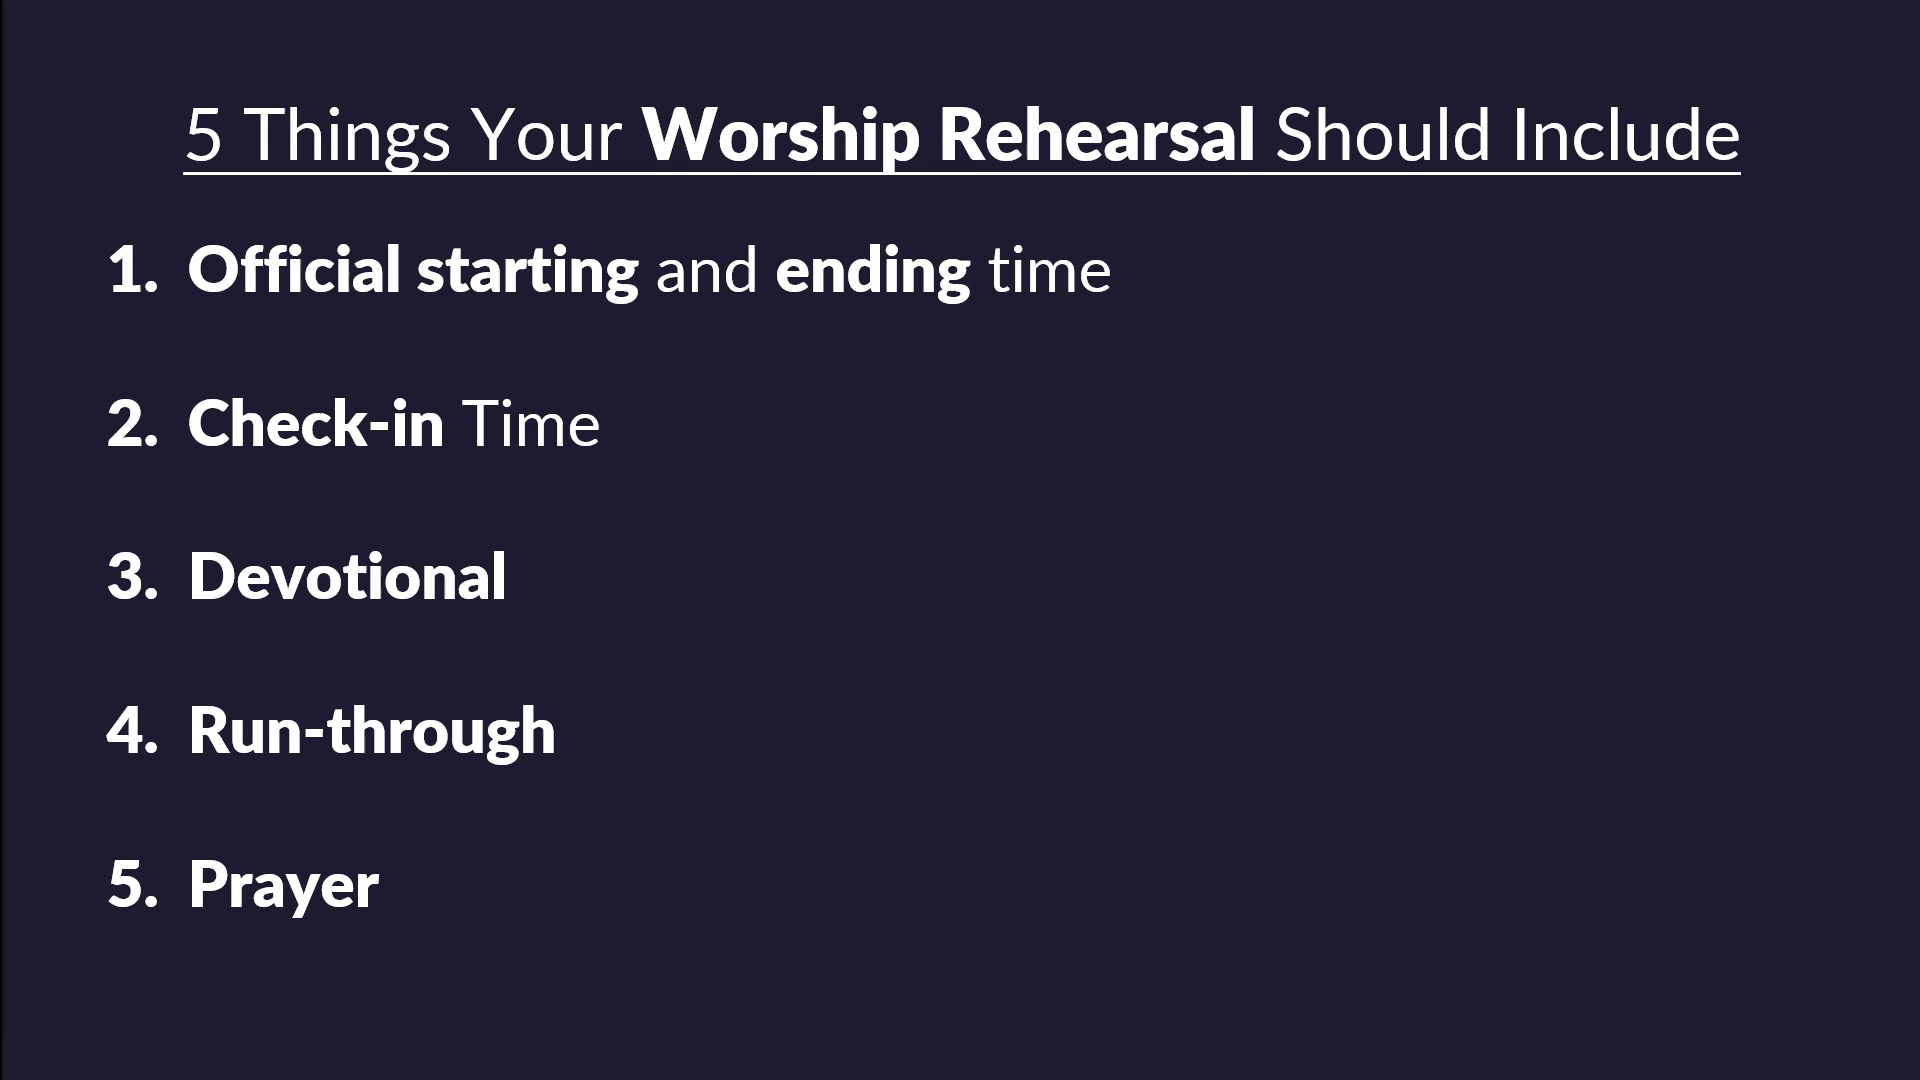 5 Things Your Worship Rehearsal Should Include
1. Official starting and ending time
2. Check-in Time
3. Devotional
4. Run-through
5. Prayer